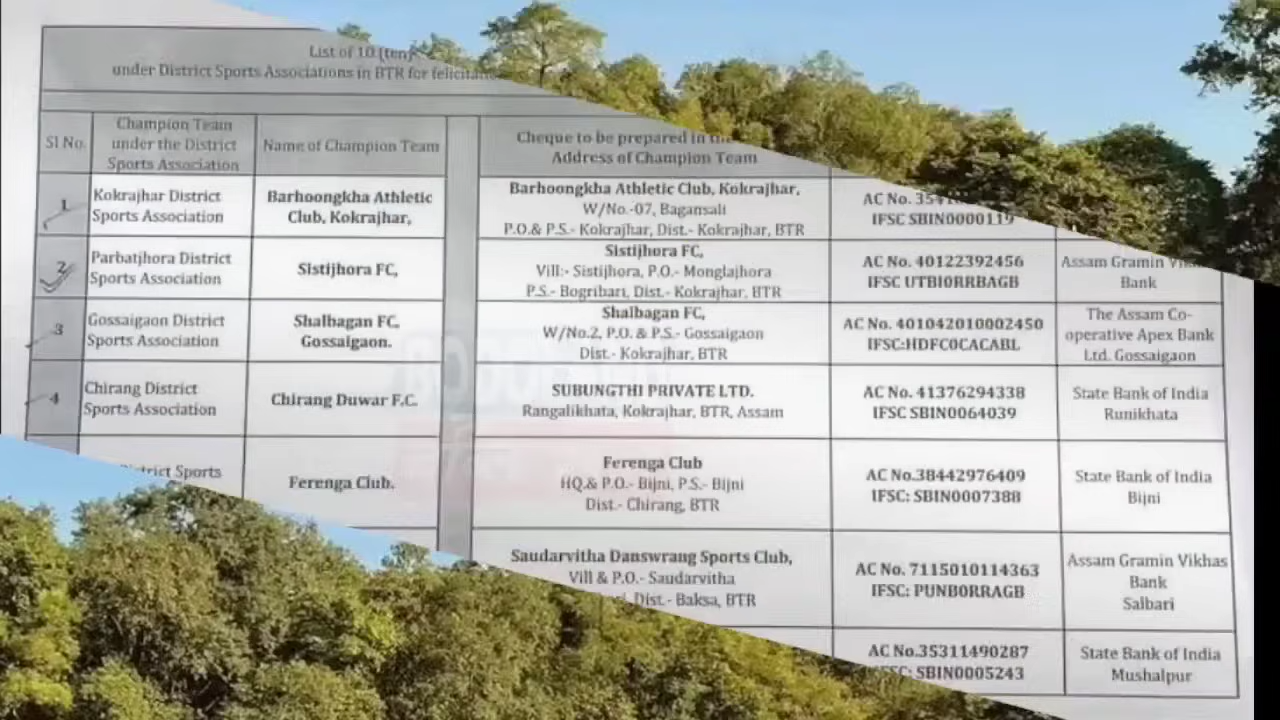 List of 10 (ten)
under District Sports Associations in BTR for
Sl No.
Champion Team
under the District
Sports Association
Name of Champion Team
Cheque to be prepared in
Address of Champion Team
1
Kokrajhar District
Sports Association
Barhoongkha Athletic
Club, Kokrajhar,
Barhoongkha Athletic Club, Kokrajhar,
W/No.-07, Bagansali
P.O.& P.S.- Kokrajhar, Dist.- Kokrajhar, BTR
AC No.
IFSC SBIN0000119
2
Parbatjhora District
Sports Association
Sistijhora FC,
Sistijhora FC,
Vill:- Sistijhora, P.O.- Monglajhora
P.S.- Bogribari, Dist.- Kokrajhar, BTR
AC No. 40122392456
IFSC UTBI0RRBAGB
Assam Gramin Vikhas
Bank
3
Gossaigaon District
Sports Association
Shalbagan FC,
Gossaigaon.
Shalbagan FC,
W/No.2, P.O. & P.S.- Gossaigaon
Dist.- Kokrajhar, BTR
AC No. 401042010002450
IFSC:HDFC0CACABL
The Assam Co-
operative Apex Bank
Ltd. Gossaigaon
4
Chirang District
Sports Association
Chirang Duwar F.C.
SUBUNGTHI PRIVATE LTD.
Rangalikhata, Kokrajhar, BTR, Assam
AC No. 41376294338
IFSC SBIN0064039
State Bank of India
Runikhata
District Sports
Ferenga Club.
Ferenga Club
HQ.& P.O.- Bijni, P.S.- Bijni
Dist.- Chirang, BTR
AC No.38442976409
IFSC: SBIN0007388
State Bank of India
Bijni
Saudarvitha Danswrang Sports Club,
Vill & P.O.- Saudarvitha
Dist.- Baksa, BTR
AC No. 7115010114363
IFSC: PUNB0RRAGB
Assam Gramin Vikhas
Bank
Salbari
AC No.35311490287
IFSC: SBIN0005243
State Bank of India
Mushalpur